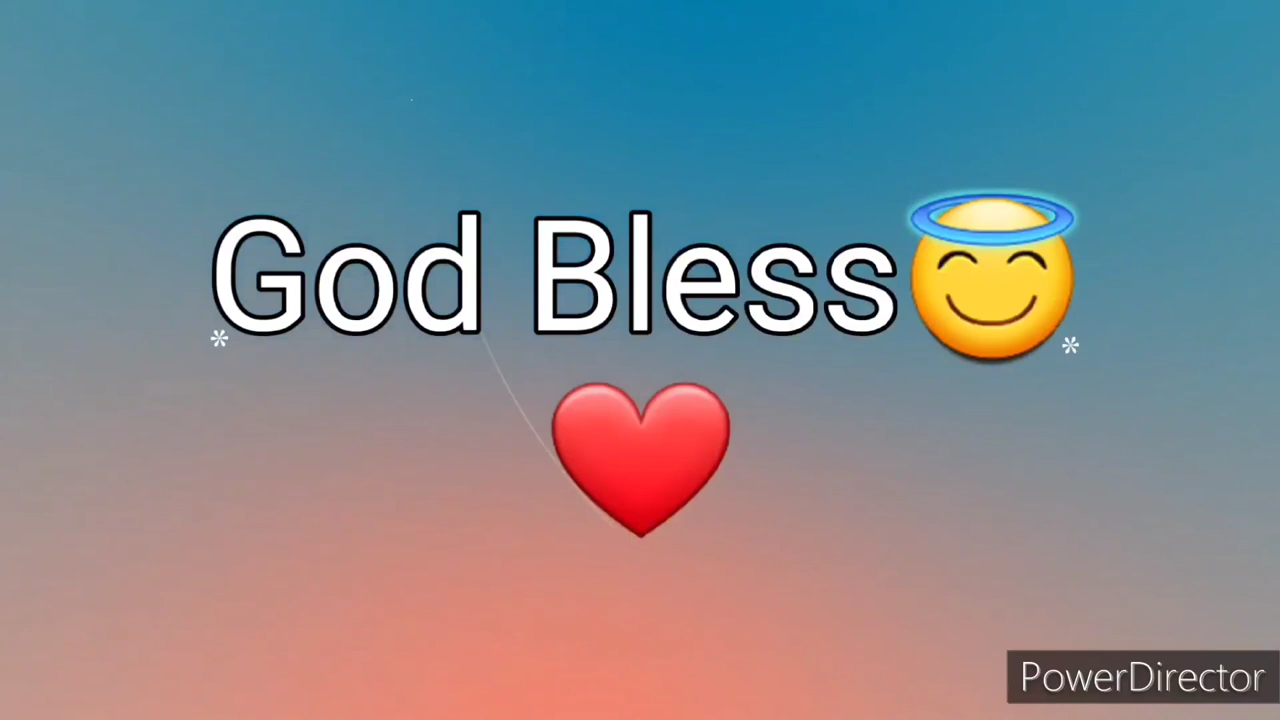 God Bless😇
* *
❤️
PowerDirector